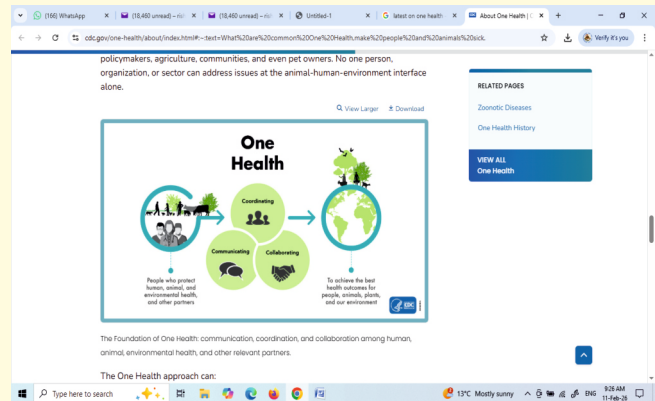 (166) WhatsApp
(18,460 unread) – rish
(18,460 unread) – rish
Untitled-1
latest on one health
About One Health | O
cdc.gov/one-health/about/index.html#:~:text=What%20are%20common%20One%20Health,make%20people%20and%20animals%20sick.
Verify it's you
policymakers, agriculture, communities, and even pet owners. No one person,
organization, or sector can address issues at the animal-human-environment interface
alone.
View Larger
Download
One
Health
Coordinating
Communicating
Collaborating
People who protect
human, animal, and
environmental health,
and other partners
To achieve the best
health outcomes for
people, animals, plants,
and our environment
CDC
The Foundation of One Health: communication, coordination, and collaboration among human,
animal, environmental health, and other relevant partners.
The One Health approach can:
RELATED PAGES
Zoonotic Diseases
One Health History
VIEW ALL
One Health
Type here to search
13°C Mostly sunny
ENG
9:26 AM
11-Feb-26